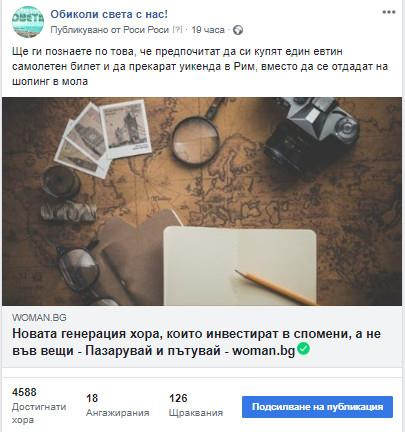 Обиколи света с нас!
Публикувано от Роси Роси [?] · 19 часа ·
Ще ги познаете по това, че предпочитат да си купят един евтин
самолетен билет и да прекарат уикенда в Рим, вместо да се отдадат на
шопинг в мола
WOMAN.BG
Новата генерация хора, които инвестират в спомени, а не
във вещи - Пазарувай и пътувай - woman.bg
4588
Достигнати
хора
18
Ангажирания
126
Щраквания
Подсилване на публикация